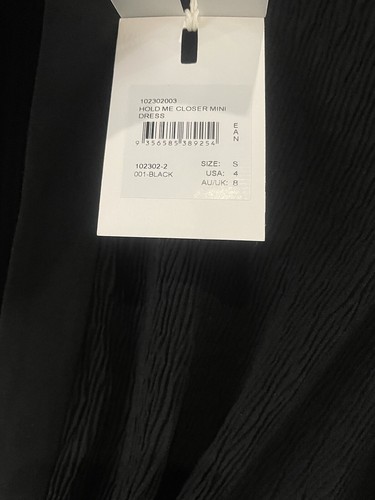 102302003
HOLD ME CLOSER MINI
DRESS
EAN
9 356585 389254
102302-2 SIZE: S
001-BLACK USA: 4
AU/UK: 8